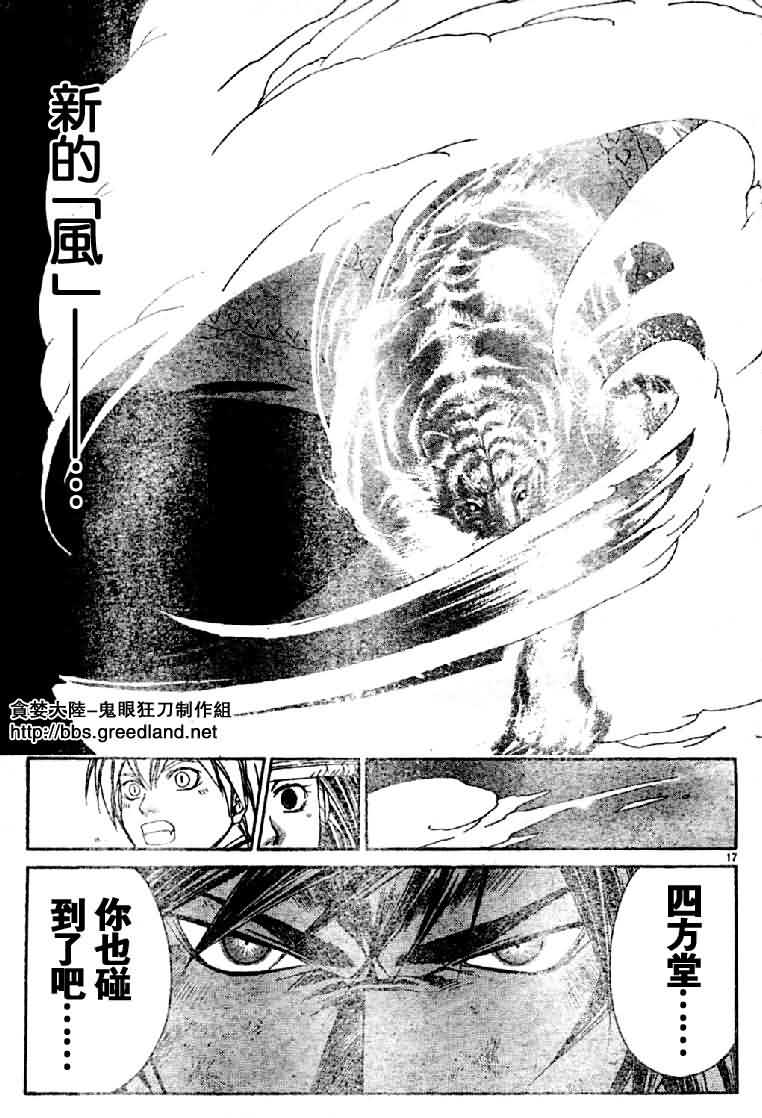 新的「風」——……
貪婪大陸-鬼眼狂刀制作組
http://bbs.greedland.net
17
四方堂……
你也碰
到了吧……